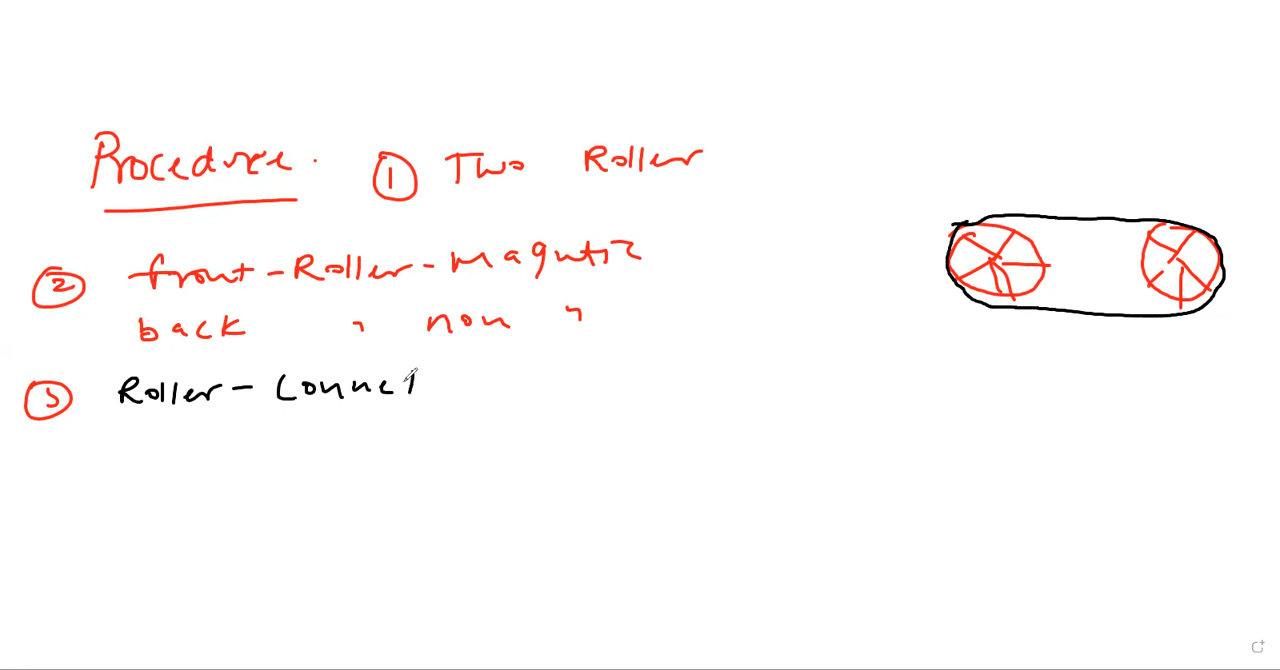 Procedure. ① Two Roller
② front-Roller-Magnetic
back " non "
③ Roller - Connect